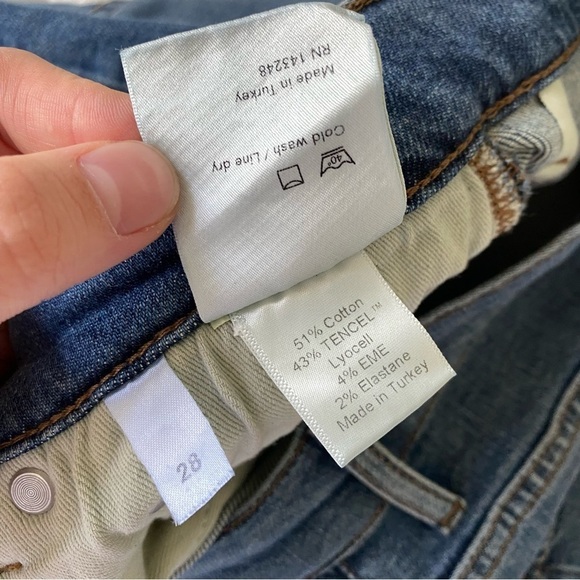 Made in Turkey
RN 143248
Cold wash / Line dry
40°
51% Cotton
43% TENCEL™
Lyocell
4% EME
2% Elastane
Made in Turkey
28